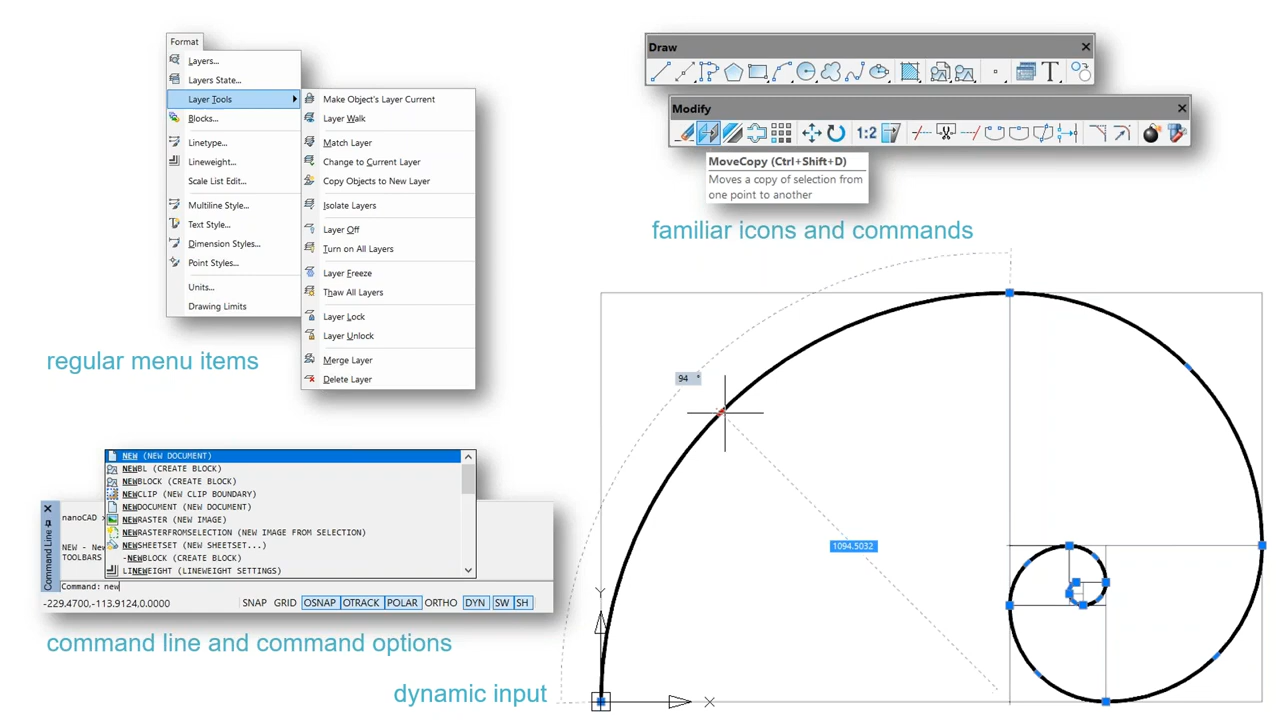 Format
Layers...
Layers State...
Layer Tools
Blocks...
Linetype...
Lineweight...
Scale List Edit...
Multiline Style...
Text Style...
Dimension Styles...
Point Styles...
Units...
Drawing Limits
Make Object's Layer Current
Layer Walk
Match Layer
Change to Current Layer
Copy Objects to New Layer
Isolate Layers
Layer Off
Turn on All Layers
Layer Freeze
Thaw All Layers
Layer Lock
Layer Unlock
Merge Layer
Delete Layer
regular menu items
Draw
Modify
1:2
MoveCopy (Ctrl+Shift+D)
Moves a copy of selection from
one point to another
familiar icons and commands
94 °
1094.5032
Y
X
NEW (NEW DOCUMENT)
NEWBL (CREATE BLOCK)
NEWBLOCK (CREATE BLOCK)
NEWCLIP (NEW CLIP BOUNDARY)
NEWDOCUMENT (NEW DOCUMENT)
NEWRASTER (NEW IMAGE)
NEWRASTERFROMSELECTION (NEW IMAGE FROM SELECTION)
NEWSHEETSET (NEW SHEETSET...)
-NEWBLOCK (CREATE BLOCK)
LINEWEIGHT (LINEWEIGHT SETTINGS)
Command Line
nanoCAD
NEW - New
TOOLBARS
Command: new
-229.4700,-113.9124,0.0000 SNAP GRID OSNAP OTRACK POLAR ORTHO DYN SW SH
command line and command options
dynamic input